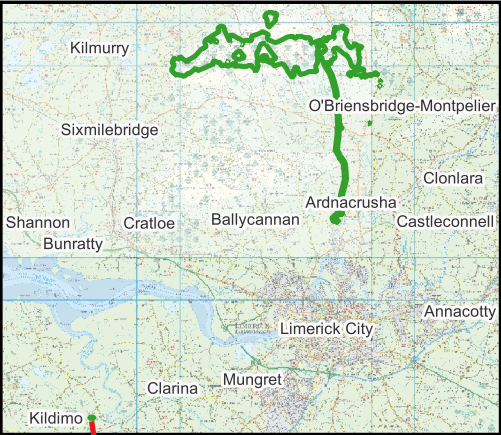 Kilmurry
O'Briensbridge-Montpelier
Sixmilebridge
Clonlara
Ardnacrusha
Shannon
Cratloe
Ballycannan
Castleconnell
Bunratty
Annacotty
Limerick City
Mungret
Clarina
Kildimo